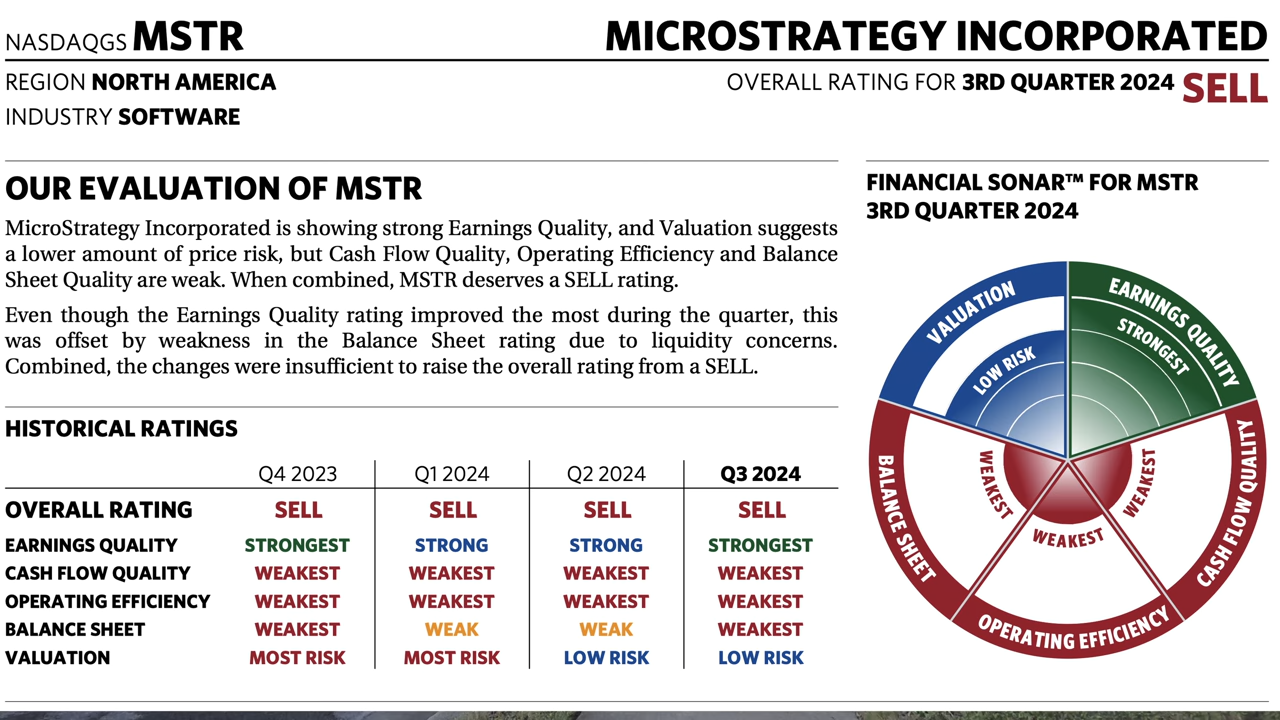 NASDAQGS MSTR
MICROSTRATEGY INCORPORATED
REGION NORTH AMERICA
OVERALL RATING FOR 3RD QUARTER 2024 SELL
INDUSTRY SOFTWARE
OUR EVALUATION OF MSTR
MicroStrategy Incorporated is showing strong Earnings Quality, and Valuation suggests
a lower amount of price risk, but Cash Flow Quality, Operating Efficiency and Balance
Sheet Quality are weak. When combined, MSTR deserves a SELL rating.
Even though the Earnings Quality rating improved the most during the quarter, this
was offset by weakness in the Balance Sheet rating due to liquidity concerns.
Combined, the changes were insufficient to raise the overall rating from a SELL.
HISTORICAL RATINGS
Q4 2023 Q1 2024 Q2 2024 Q3 2024
OVERALL RATING SELL SELL SELL SELL
EARNINGS QUALITY STRONGEST STRONG STRONG STRONGEST
CASH FLOW QUALITY WEAKEST WEAKEST WEAKEST WEAKEST
OPERATING EFFICIENCY WEAKEST WEAKEST WEAKEST WEAKEST
BALANCE SHEET WEAKEST WEAK WEAK WEAKEST
VALUATION MOST RISK MOST RISK LOW RISK LOW RISK
FINANCIAL SONAR™ FOR MSTR
3RD QUARTER 2024
VALUATION
LOW RISK
EARNINGS QUALITY
STRONGEST
BALANCE SHEET
WEAKEST
CASH FLOW QUALITY
WEAKEST
WEAKEST
OPERATING EFFICIENCY